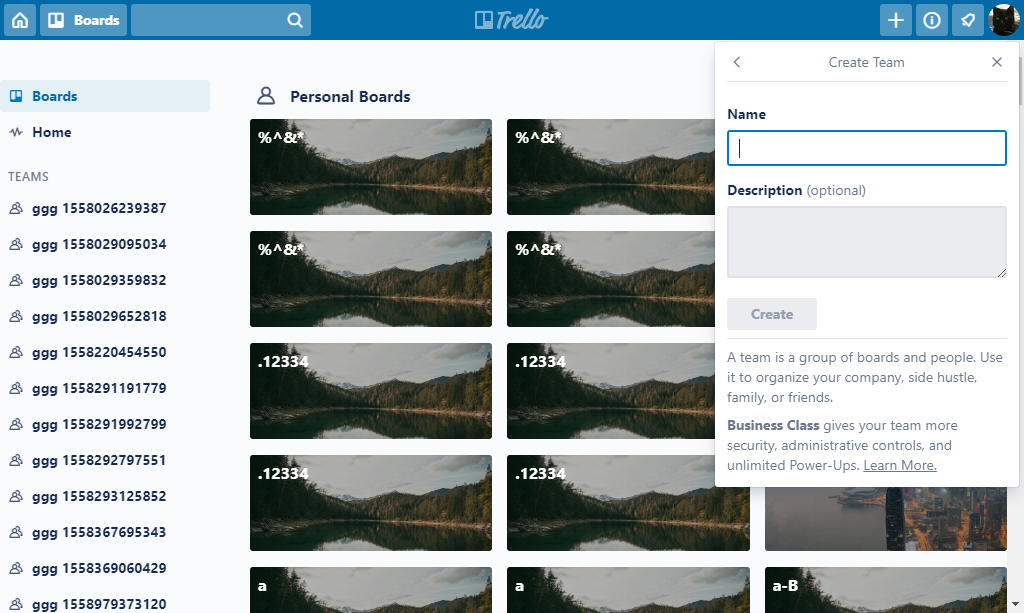 Boards
Trello
Boards
Home
TEAMS
ggg 1558026239387
ggg 1558029095034
ggg 1558029359832
ggg 1558029652818
ggg 1558220454550
ggg 1558291191779
ggg 1558291992799
ggg 1558292797551
ggg 1558293125852
ggg 1558367695343
ggg 1558369060429
ggg 1558979373120
Personal Boards
%^&*
%^&*
%^&*
%^&*
.12334
.12334
.12334
.12334
a
a
a-B
Create Team
Name
Description (optional)
Create
A team is a group of boards and people. Use
it to organize your company, side hustle,
family, or friends.
Business Class gives your team more
security, administrative controls, and
unlimited Power-Ups. Learn More.